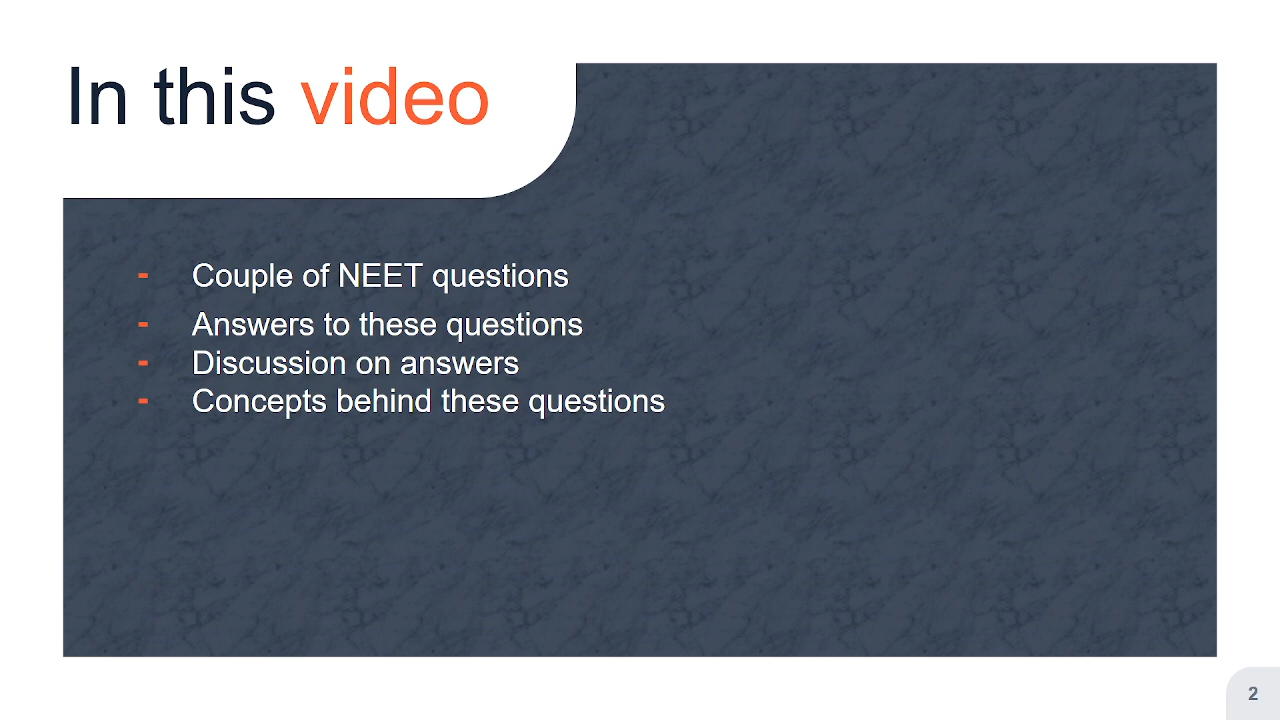 In this video
- Couple of NEET questions
- Answers to these questions
- Discussion on answers
- Concepts behind these questions
2